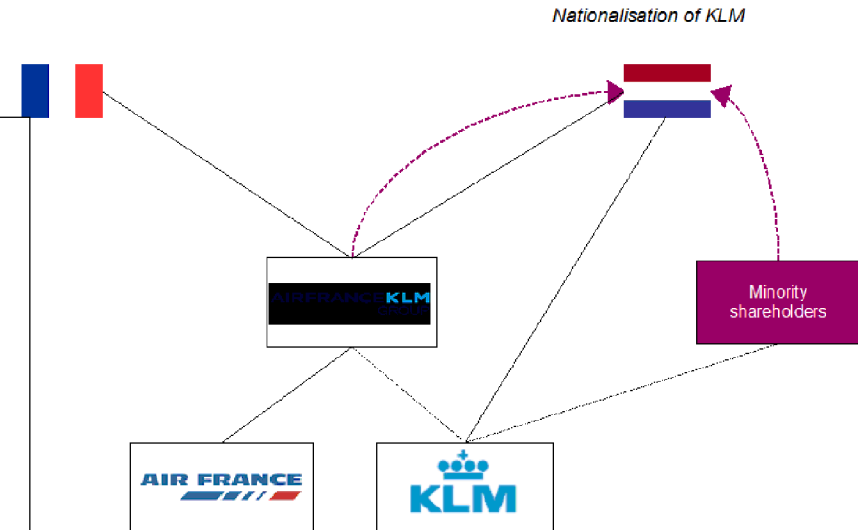 Nationalisation of KLM
AIRFRANCE KLM
GROUP
Minority
shareholders
AIR FRANCE
KLM